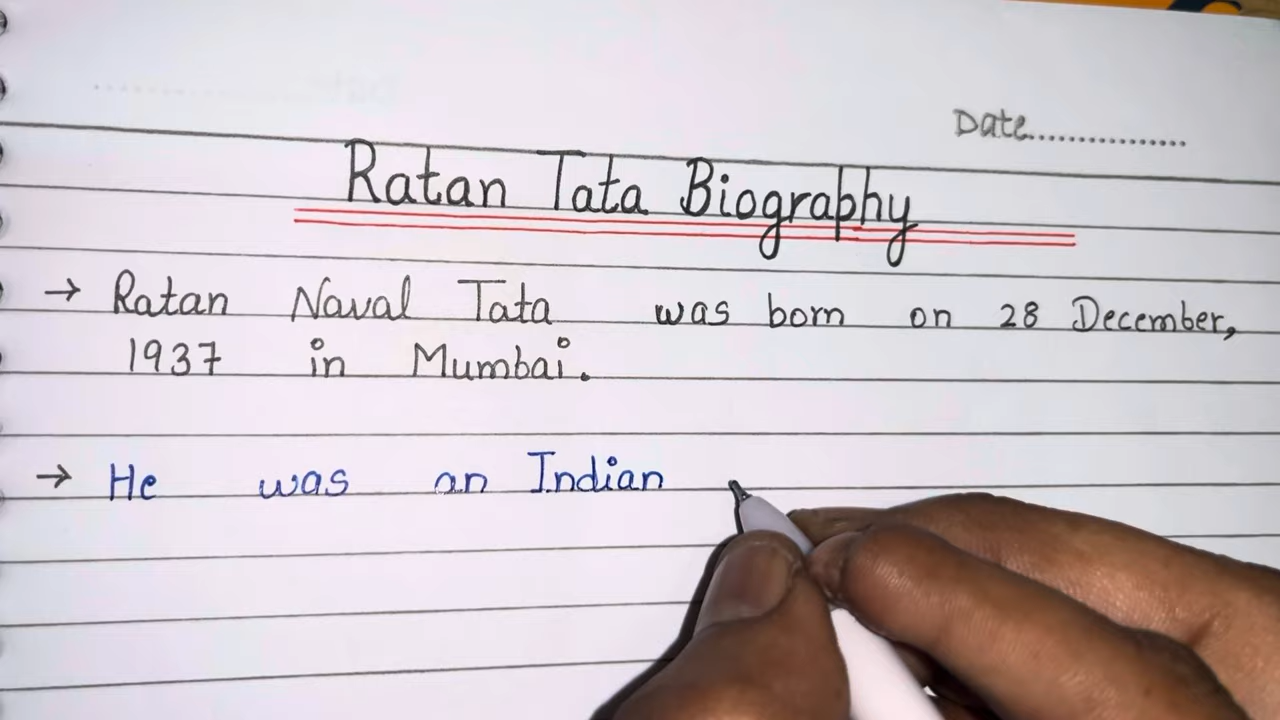 Date................
Ratan Tata Biography
→ Ratan Naval Tata was born on 28 December,
1937 in Mumbai.
→ He was an Indian